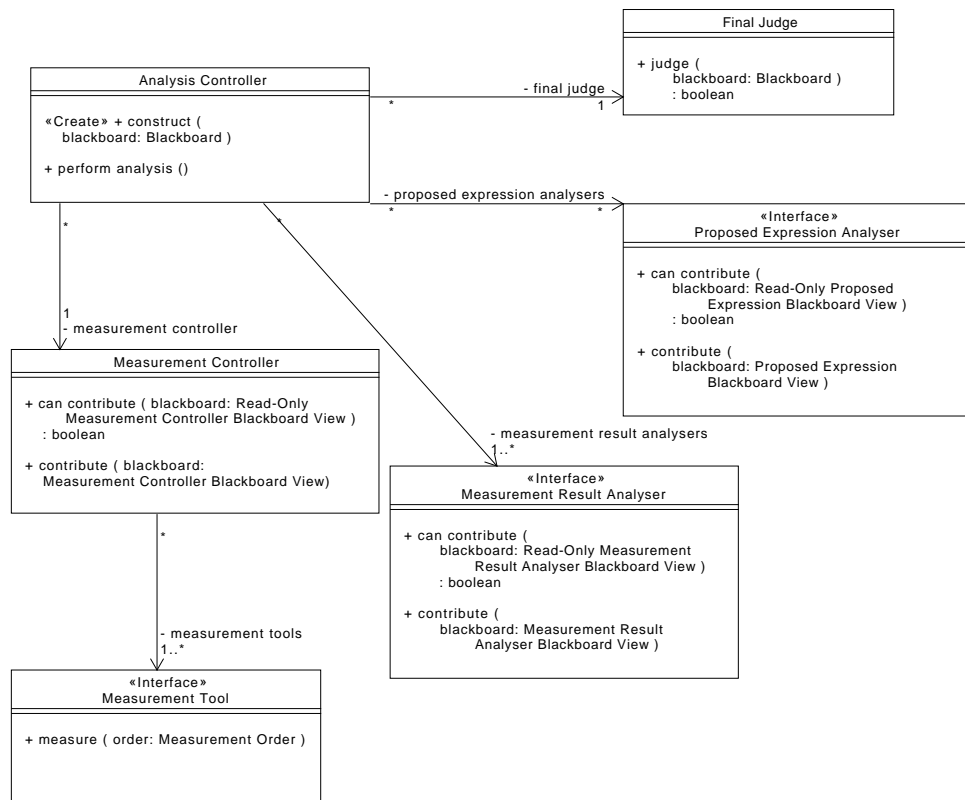 Final Judge
+ judge (
blackboard: Blackboard )
: boolean
Analysis Controller
«Create» + construct (
blackboard: Blackboard )
+ perform analysis ()
- final judge
*
1
- proposed expression analysers
*
*
«Interface»
Proposed Expression Analyser
+ can contribute (
blackboard: Read-Only Proposed
Expression Blackboard View )
: boolean
+ contribute (
blackboard: Proposed Expression
Blackboard View )
*
*
1
- measurement controller
Measurement Controller
+ can contribute ( blackboard: Read-Only
Measurement Controller Blackboard View )
: boolean
+ contribute ( blackboard:
Measurement Controller Blackboard View)
- measurement result analysers
1..*
«Interface»
Measurement Result Analyser
+ can contribute (
blackboard: Read-Only Measurement
Result Analyser Blackboard View )
: boolean
+ contribute (
blackboard: Measurement Result
Analyser Blackboard View )
*
- measurement tools
1..*
«Interface»
Measurement Tool
+ measure ( order: Measurement Order )